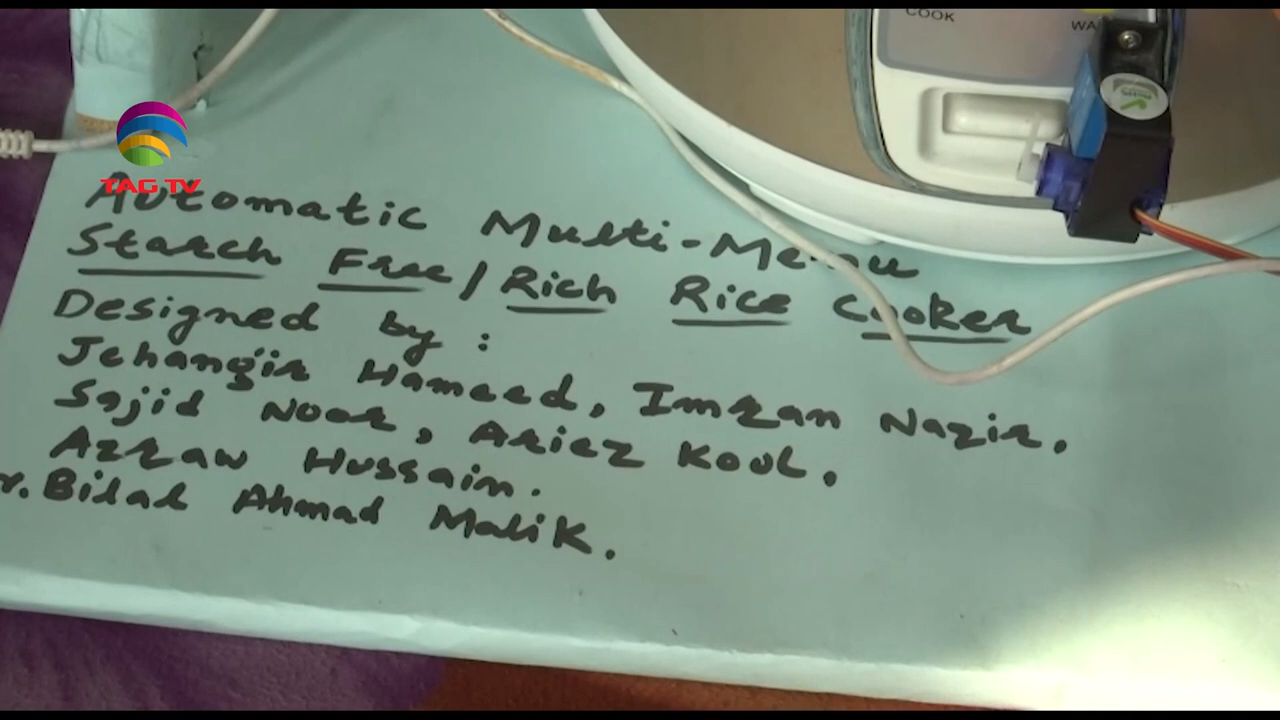 COOK
TAG TV
Automatic Multi-Menu
Starch Free/Rich Rice Cooker
Designed by:
Jehangir Hameed, Imran Nazir.
Sajid Noor, Ariez Koul.
Azraw Hussain.
r. Bilal Ahmad Malik.